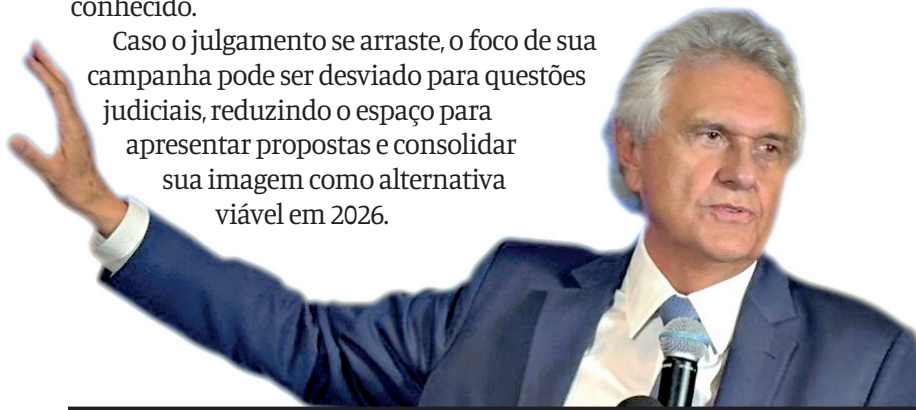 conhecido.
Caso o julgamento se arraste, o foco de sua
campanha pode ser desviado para questões
judiciais, reduzindo o espaço para
apresentar propostas e consolidar
sua imagem como alternativa
viável em 2026.